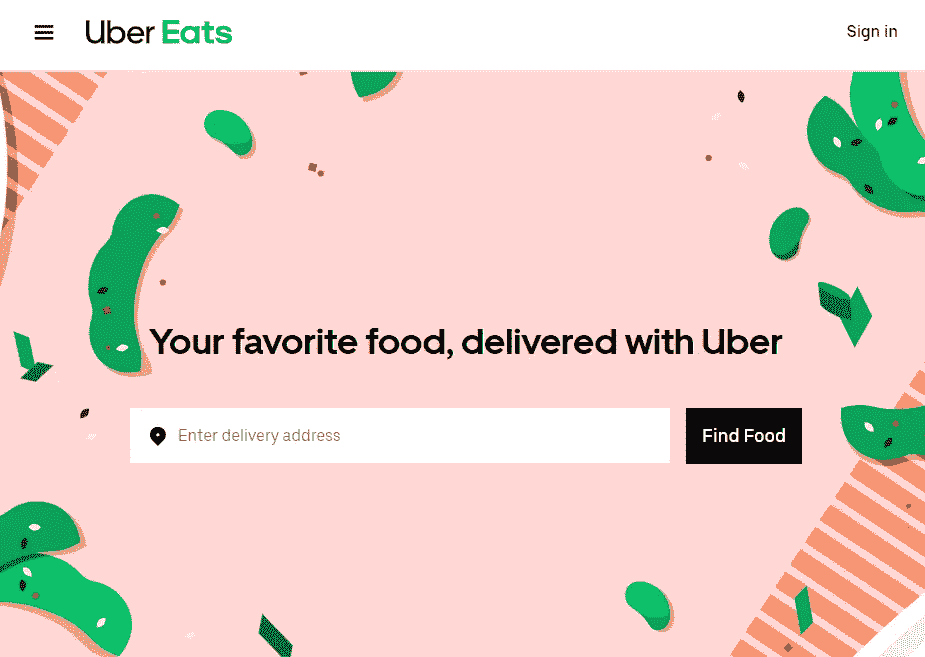 Uber Eats
Sign in
Your favorite food, delivered with Uber
Enter delivery address
Find Food